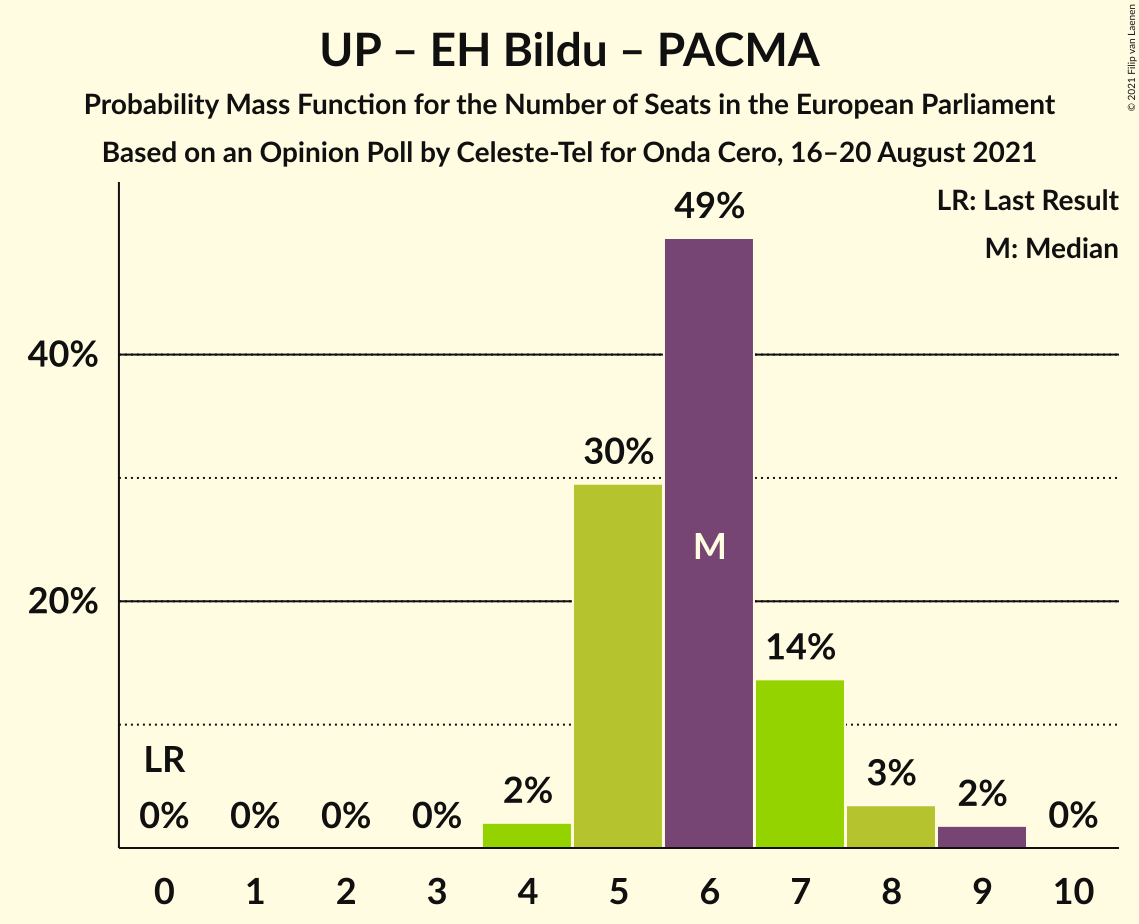 UP – EH Bildu – PACMA
Probability Mass Function for the Number of Seats in the European Parliament
Based on an Opinion Poll by Celeste-Tel for Onda Cero, 16–20 August 2021
© 2021 Filip van Laenen
LR: Last Result
M: Median
49%
40%
30%
M
20%
14%
LR
0% 0% 0% 0% 2% 3% 2% 0%
0 1 2 3 4 5 6 7 8 9 10